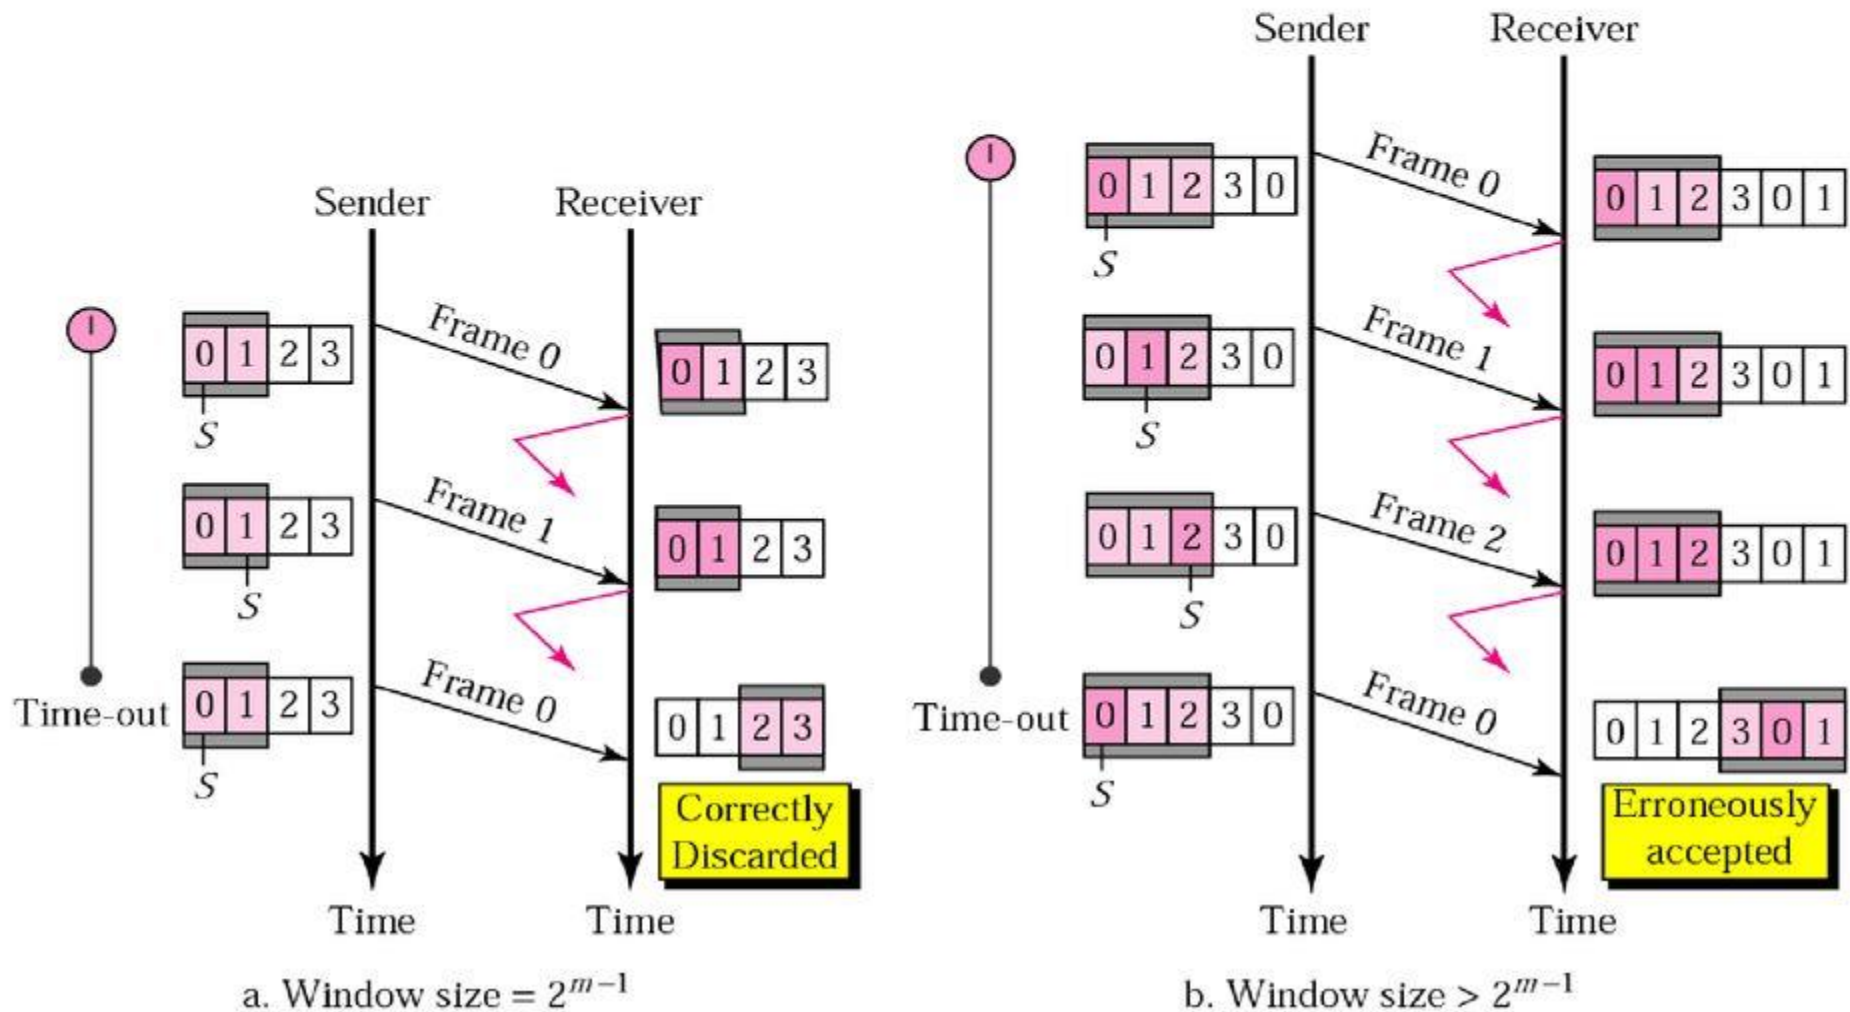 Sender Receiver
Frame 0
0 1 2 3
0 1 2 3
S
Frame 1
0 1 2 3
0 1 2 3
S
Time-out
Frame 0
0 1 2 3
0 1 2 3
S
Correctly
Discarded
Time Time
a. Window size = 2^{m−1}
Sender Receiver
Frame 0
0 1 2 3 0
0 1 2 3 0 1
S
Frame 1
0 1 2 3 0
0 1 2 3 0 1
S
Frame 2
0 1 2 3 0
0 1 2 3 0 1
S
Time-out
Frame 0
0 1 2 3 0
0 1 2 3 0 1
S
Erroneously
accepted
Time Time
b. Window size > 2^{m−1}